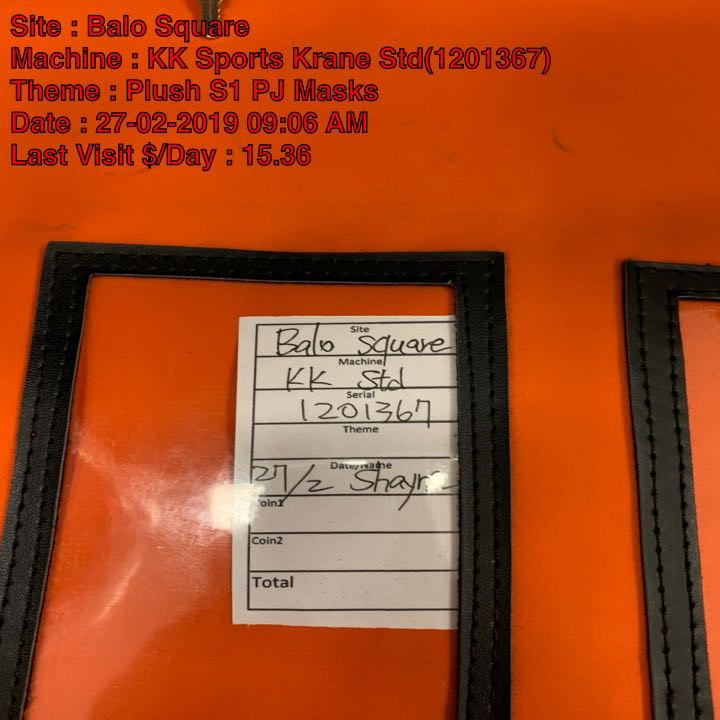 Site : Balo Square
Machine : KK Sports Krane Std(1201367)
Theme : Plush S1 PJ Masks
Date : 27-02-2019 09:06 AM
Last Visit $/Day : 15.36
Site
Balo Square
Machine
KK Std
Serial
1201367
Theme
Date/Name
27/2
Coin1
Coin2
Total